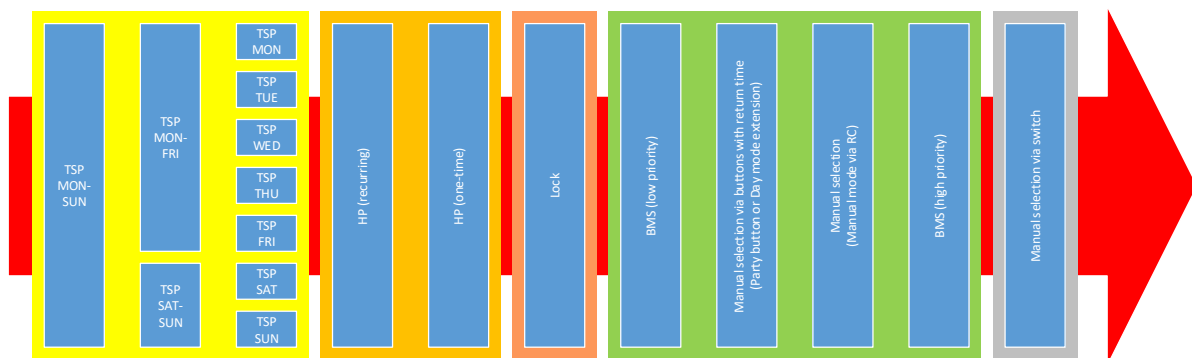 TSP
MON-
SUN
TSP
MON-
FRI
TSP
SAT-
SUN
TSP
MON
TSP
TUE
TSP
WED
TSP
THU
TSP
FRI
TSP
SAT
TSP
SUN
HP (recurring)
HP (one-time)
Lock
BMS (low priority)
Manual selection via buttons with return time
(Party button or Day mode extension)
Manual selection
(Manual mode via RC)
BMS (high priority)
Manual selection via switch